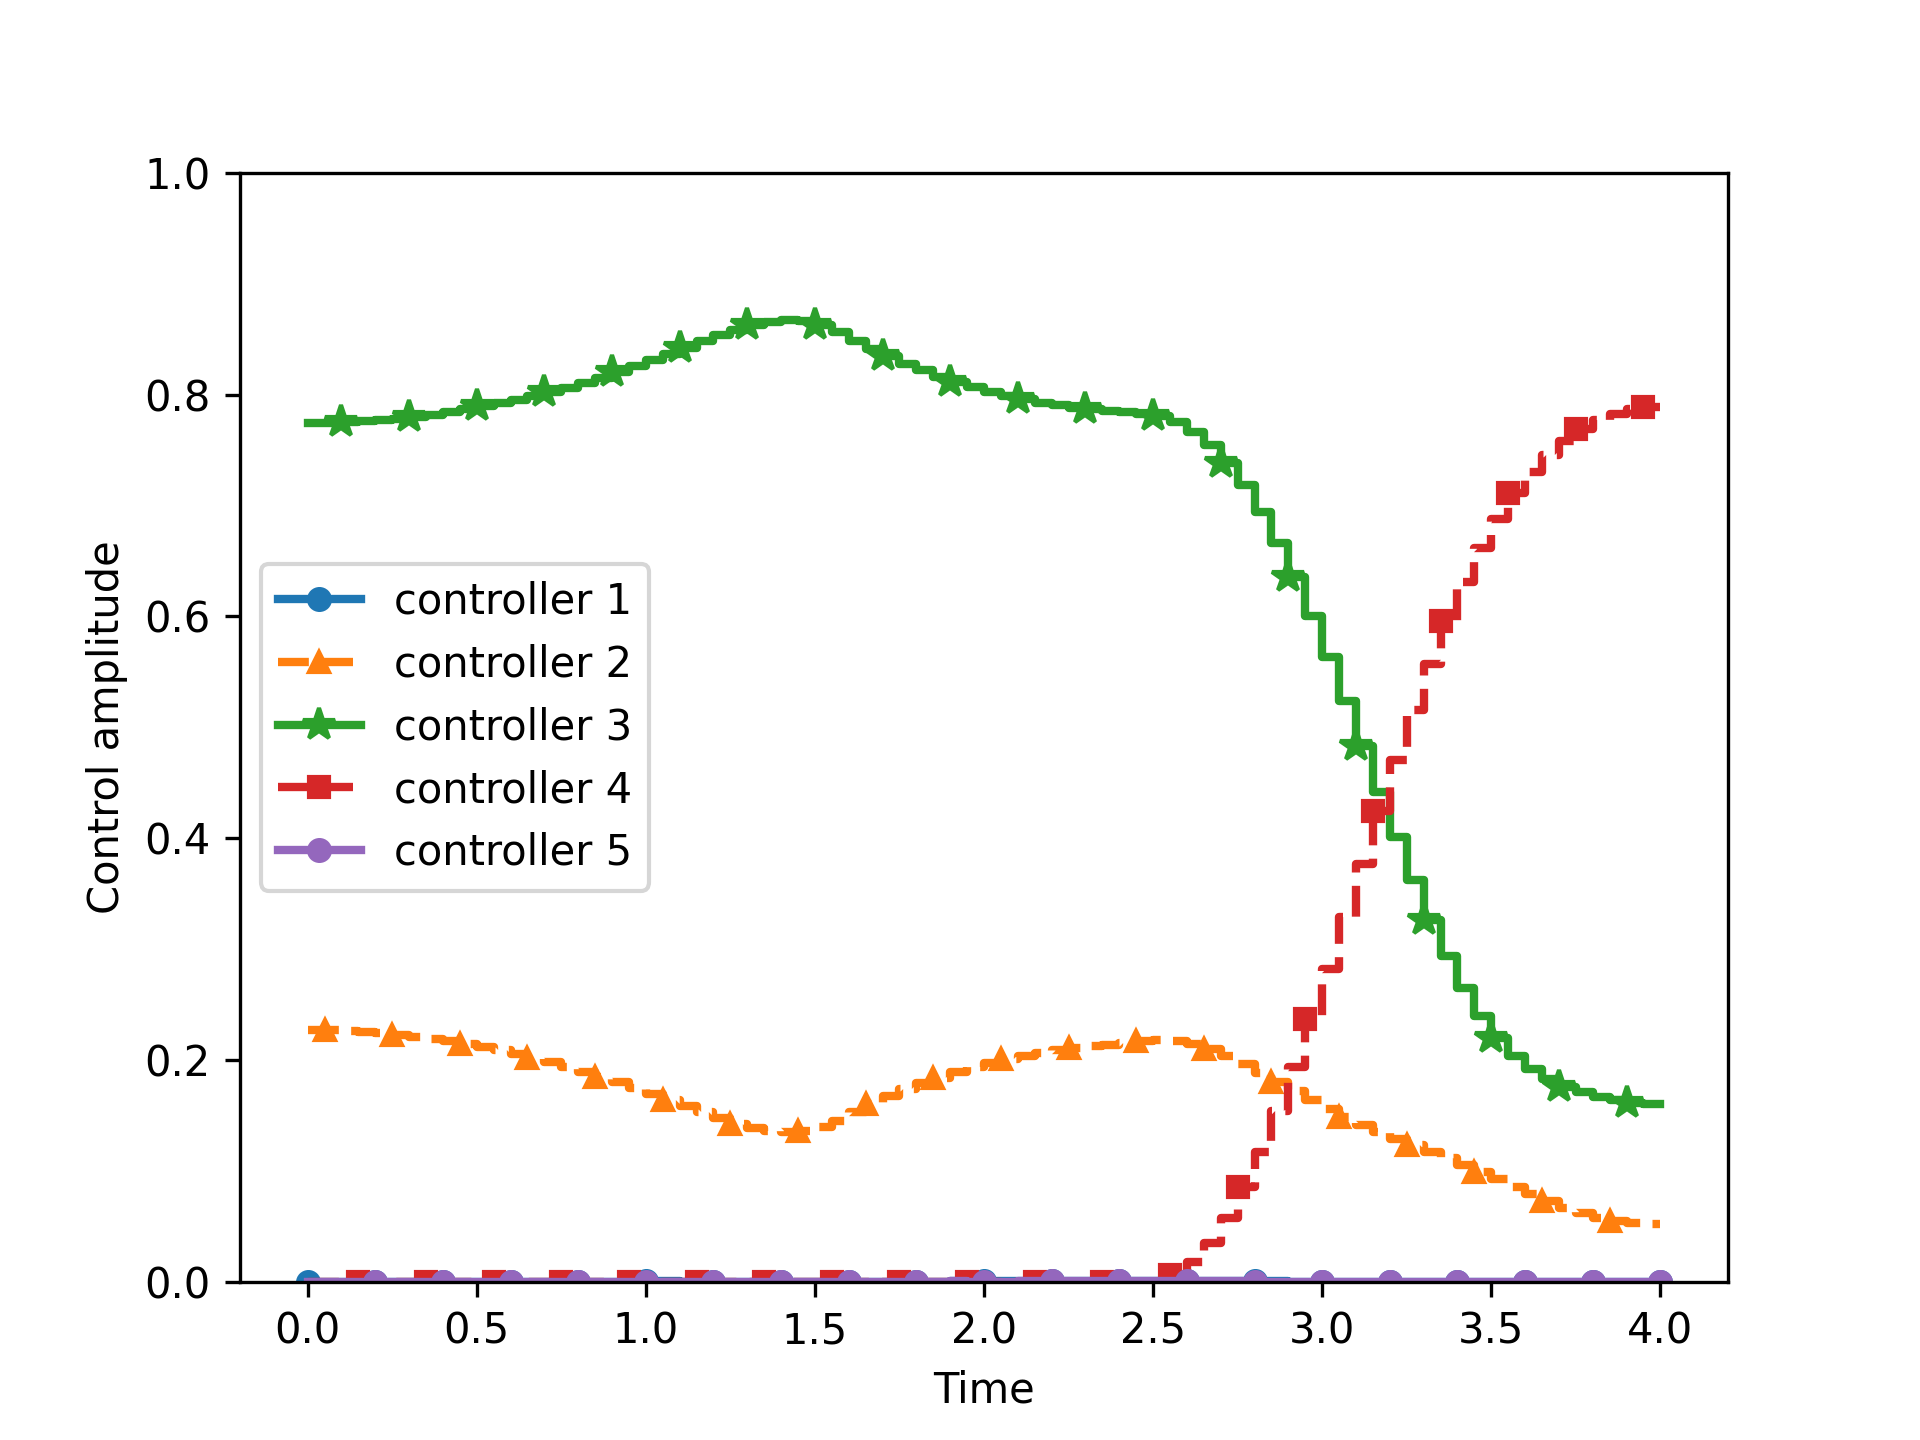 1.0
0.8
0.6
0.4
0.2
0.0
Control amplitude
controller 1
controller 2
controller 3
controller 4
controller 5
0.0 0.5 1.0 1.5 2.0 2.5 3.0 3.5 4.0
Time